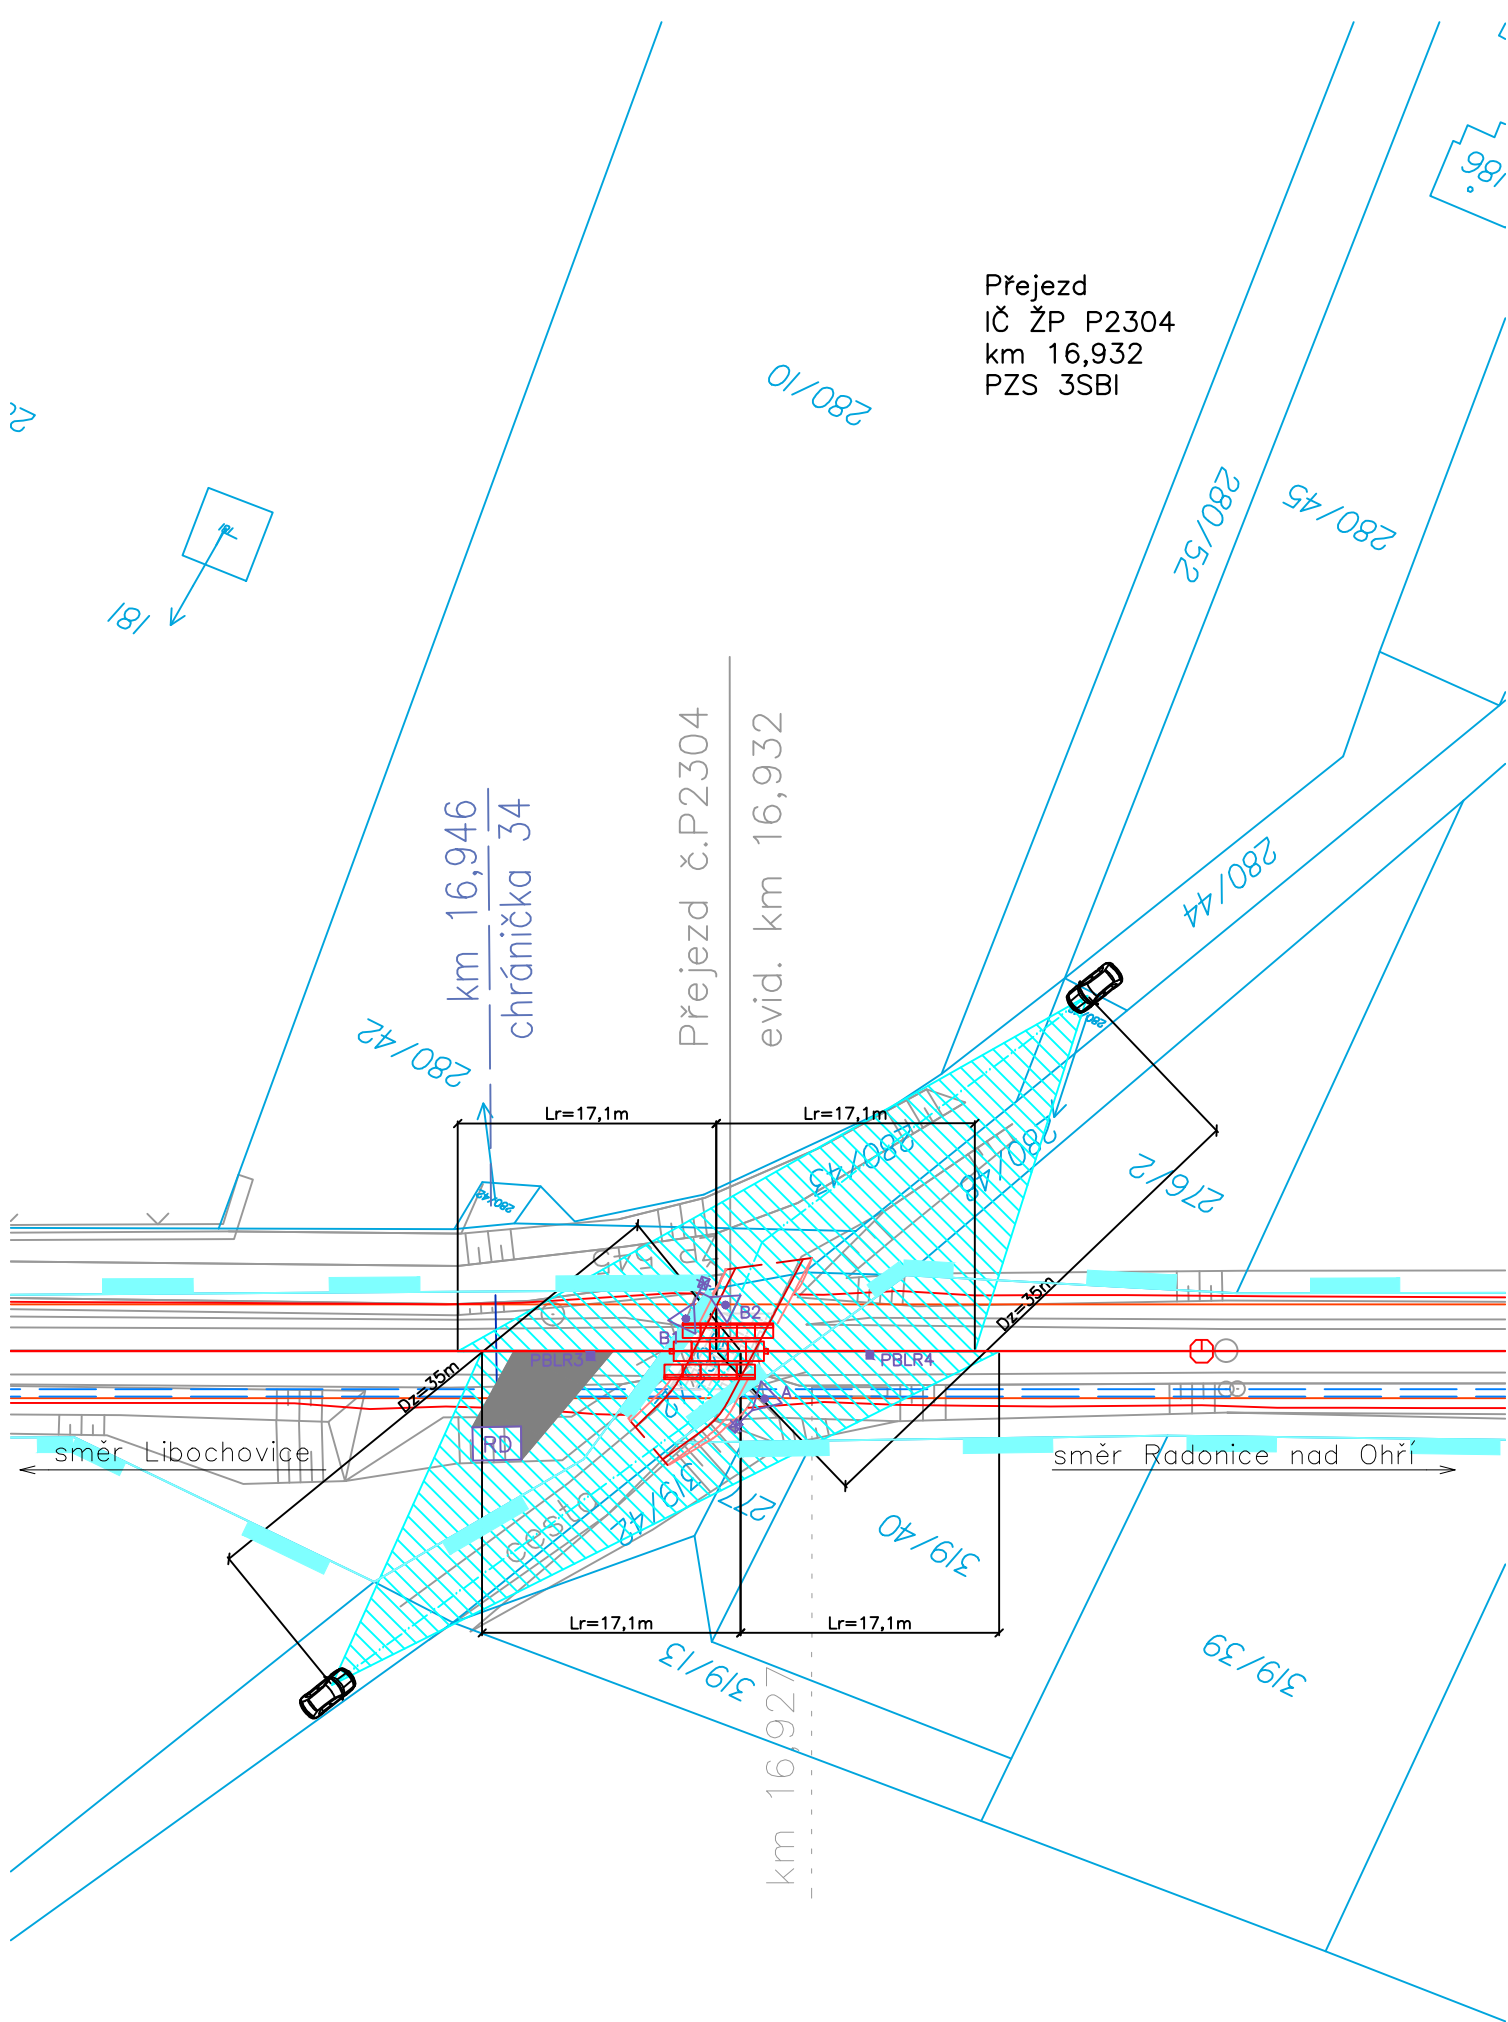 Přejezd
IČ ŽP P2304
km 16,932
PZS 3SBI
186
280/10
280/45
280/52
181
181
km 16,946
chránička 34
Přejezd č.P2304
evid. km 16,932
280/44
280/42
Lr=17,1m
Lr=17,1m
280/43
280/42
276/2
Dz=35m
B2
B1
PBLR3
PBLR4
Dz=35m
A
RD
směr Libochovice
směr Radonice nad Ohří
319/42
277
cesta
319/40
Lr=17,1m
Lr=17,1m
319/13
319/39
km 16,927